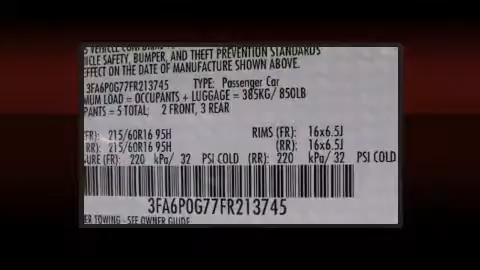 VEHICLE
VEHICLE SAFETY, BUMPER, AND THEFT PREVENTION STANDARDS
EFFECT ON THE DATE OF MANUFACTURE SHOWN ABOVE.
3FA6P0G77FR213745 TYPE: Passenger Car
MUM LOAD = OCCUPANTS + LUGGAGE = 385KG/ 850LB
PANTS = 5 TOTAL; 2 FRONT, 3 REAR
FR): 215/60R16 95H RIMS (FR): 16x6.5J
RR): 215/60R16 95H (RR): 16x6.5J
SURE (FR): 220 kPa/ 32 PSI COLD (RR): 220 kPa/ 32 PSI COLD
3FA6P0G77FR213745
ER TOWING - SEE OWNER GUIDE